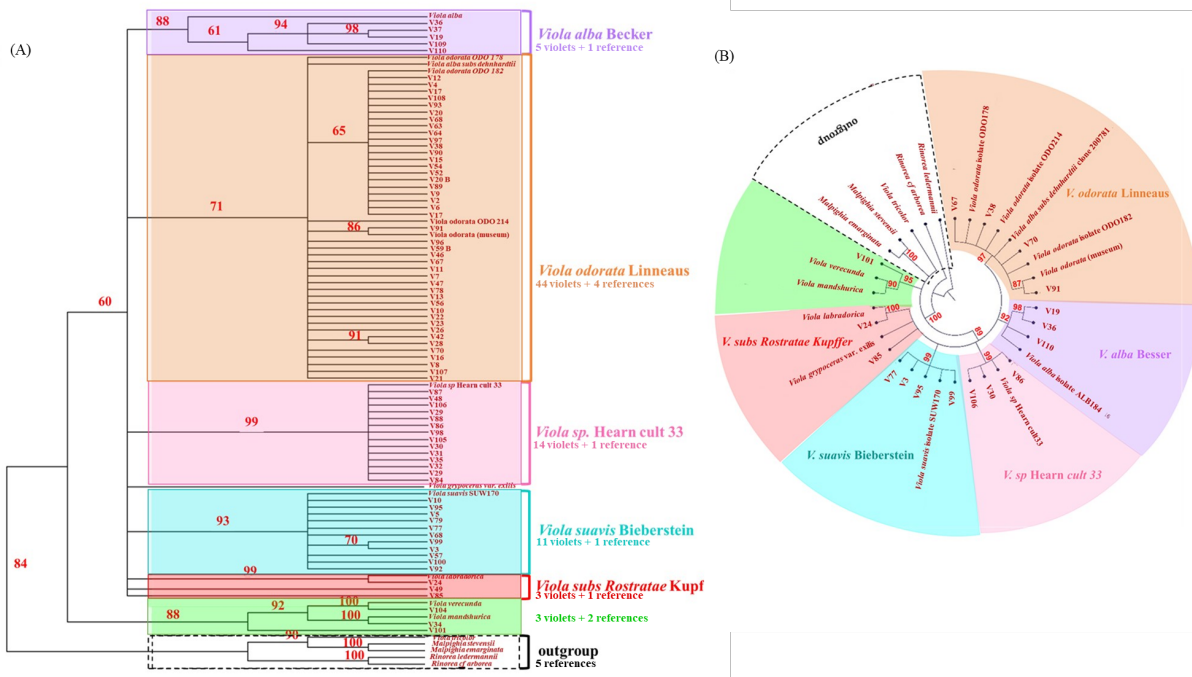 (A)
88
94
98
61
Viola alba
V36
V37
V19
V109
V110
Viola alba Becker
5 violets + 1 reference
71
65
86
91
Viola odorata ODO 178
Viola alba subs dehnhardtii
Viola odorata ODO 182
V12
V4
V17
V108
V93
V20
V68
V63
V64
V97
V38
V90
V15
V54
V52
V20 B
V89
V9
V2
V6
V17
Viola odorata ODO 214
V91
Viola odorata (museum)
V96
V59 B
V46
V67
V11
V7
V47
V78
V13
V56
V10
V22
V23
V26
V42
V28
V70
V16
V8
V107
V21
Viola odorata Linneaus
44 violets + 4 references
60
99
Viola sp Hearn cult 33
V87
V48
V106
V29
V88
V86
V98
V105
V30
V31
V35
V32
V29
V84
Viola sp. Hearn cult 33
14 violets + 1 reference
Viola grypoceras var. exilis
93
70
Viola suavis SUW170
V10
V95
V5
V79
V77
V68
V99
V3
V57
V100
V92
Viola suavis Bieberstein
11 violets + 1 reference
84
99
Viola labradorica
V24
V49
V85
Viola subs Rostratae Kupf
3 violets + 1 reference
88
92
100
100
Viola verecunda
V104
Viola mandshurica
V34
V101
3 violets + 2 references
90
100
100
Viola tricolor
Malpighia stevensii
Malpighia emarginata
Rinorea ledermannii
Rinorea cf arborea
outgroup
5 references
(B)
outgroup
Malpighia emarginata
Malpighia stevensii
Viola tricolor
Rinorea cf arborea
Rinorea ledermannii
100
V67
Viola odorata isolate ODO178
V38
Viola odorata isolate ODO214
Viola alba subs dehnhardtii clone 200781
V70
Viola odorata isolate ODO182
Viola odorata (museum)
V91
97
87
V. odorata Linneaus
V19
V36
V110
Viola alba isolate ALB184
98
92
V. alba Besser
89
99
V86
Viola sp Hearn cult33
V30
V106
V. sp Hearn cult 33
99
V99
Viola suavis isolate SUW170
V95
V3
V77
V. suavis Bieberstein
100
100
V85
Viola grypoceras var. exilis
V24
Viola labradorica
V. subs Rostratae Kupffer
Viola mandshurica
Viola verecunda
V101
90
95